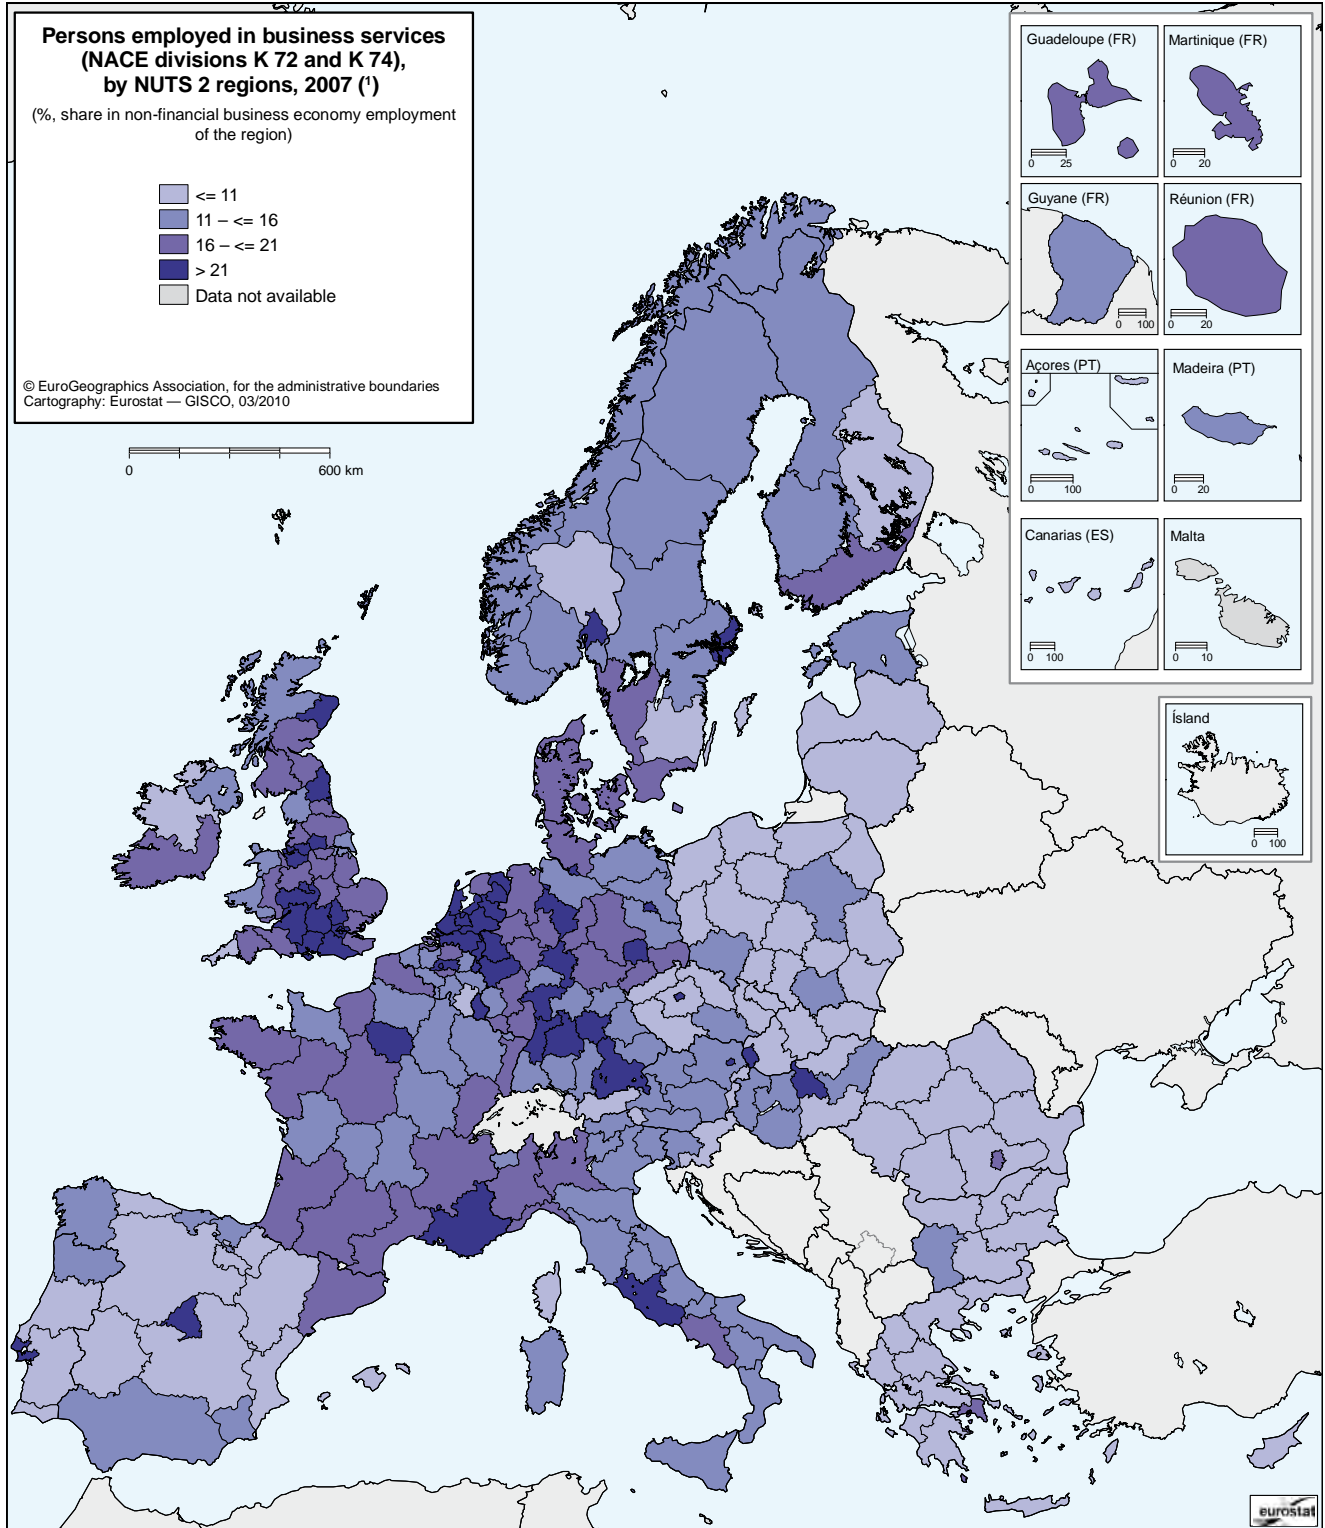 Persons employed in business services
(NACE divisions K 72 and K 74),
by NUTS 2 regions, 2007 (¹)
(%, share in non-financial business economy employment
of the region)
<= 11
11 – <= 16
16 – <= 21
> 21
Data not available
© EuroGeographics Association, for the administrative boundaries
Cartography: Eurostat — GISCO, 03/2010
0 600 km
Guadeloupe (FR)
0 25
Martinique (FR)
0 20
Guyane (FR)
0 100
Réunion (FR)
0 20
Açores (PT)
0 100
Madeira (PT)
0 20
Canarias (ES)
0 100
Malta
0 10
Ísland
0 100
eurostat